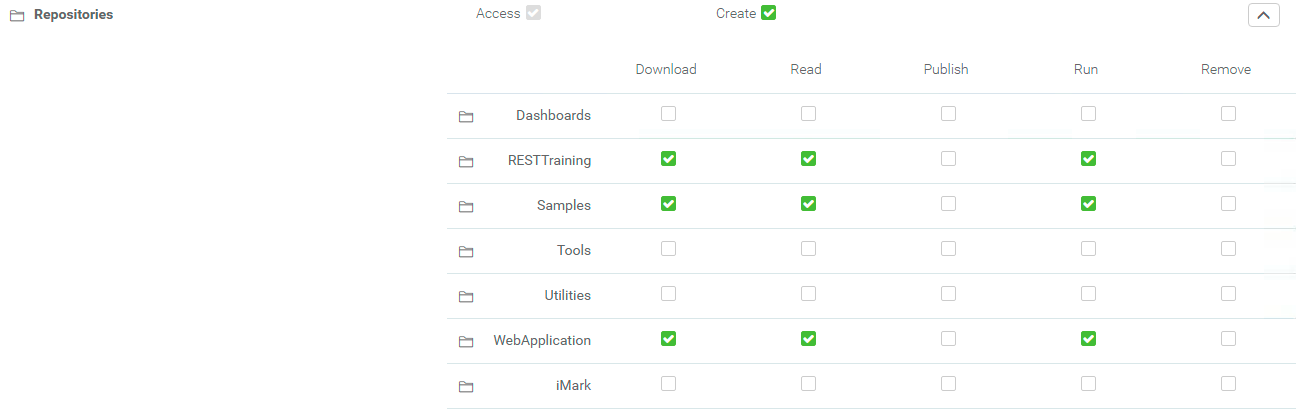 Repositories Access Create
Download Read Publish Run Remove
Dashboards
RESTTraining
Samples
Tools
Utilities
WebApplication
iMark